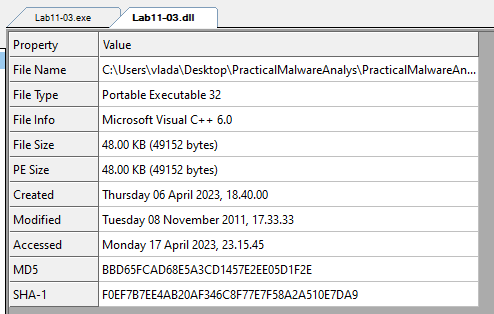 Lab11-03.exe Lab11-03.dll
Property Value
File Name C:\Users\vlada\Desktop\PracticalMalwareAnalys\PracticalMalwareAn...
File Type Portable Executable 32
File Info Microsoft Visual C++ 6.0
File Size 48.00 KB (49152 bytes)
PE Size 48.00 KB (49152 bytes)
Created Thursday 06 April 2023, 18.40.00
Modified Tuesday 08 November 2011, 17.33.33
Accessed Monday 17 April 2023, 23.15.45
MD5 BBD65FCAD68E5A3CD1457E2EE05D1F2E
SHA-1 F0EF7B7EE4AB20AF346C8F77E7F58A2A510E7DA9